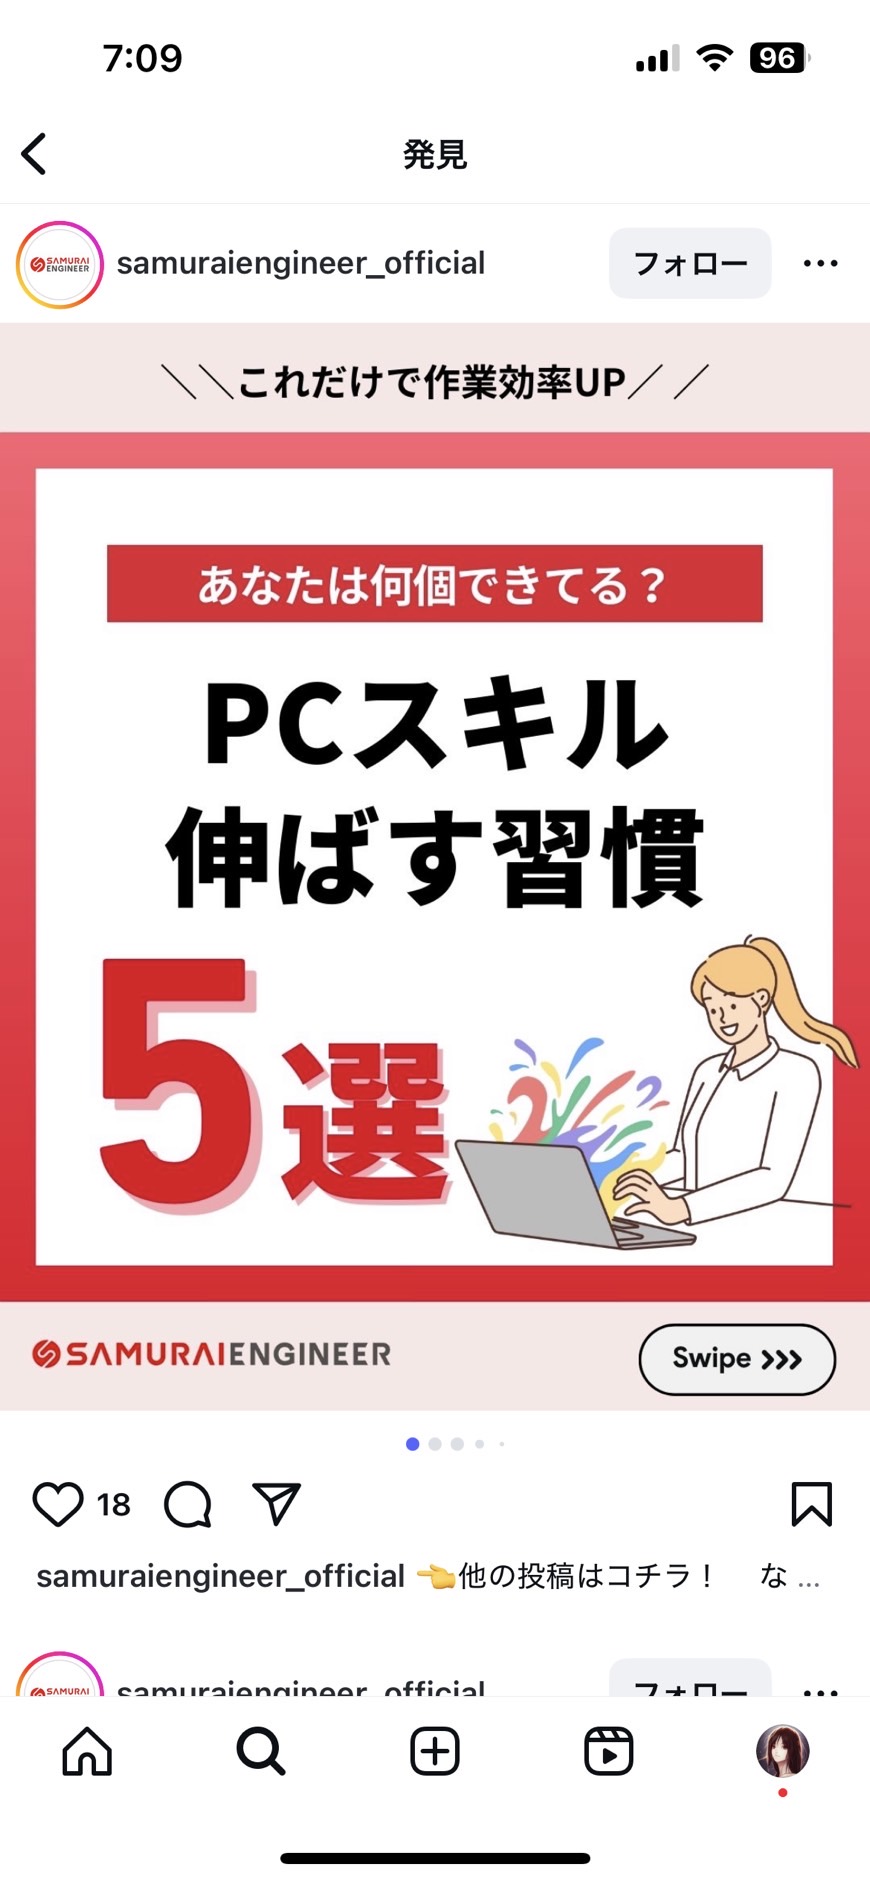 7:09
96
発見
SAMURAI
ENGINEER
samuraiengineer_official
フォロー
＼＼これだけで作業効率UP／／
あなたは何個できてる？
PCスキル
伸ばす習慣
5選
SAMURAIENGINEER
Swipe
18
samuraiengineer_official 👈他の投稿はコチラ！　な ...
SAMURAI
samuraiengineer_official
フォロー